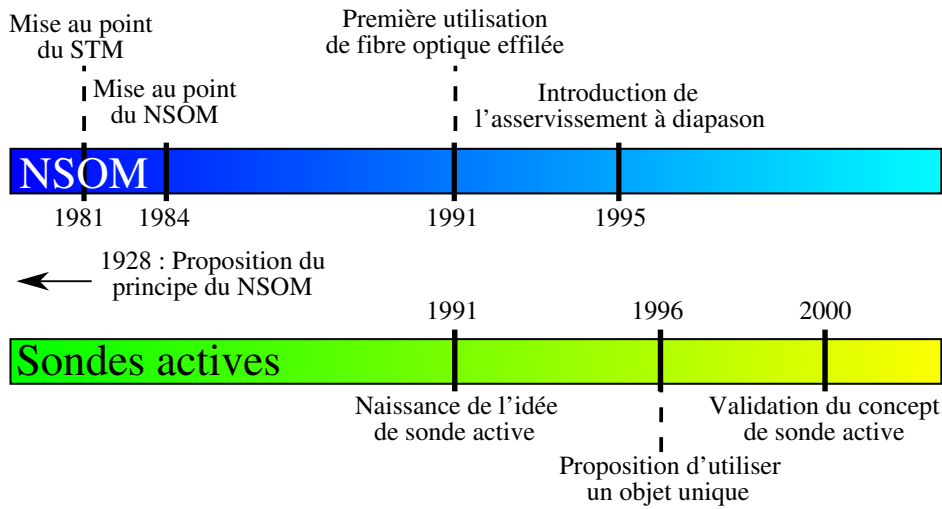 Mise au point
du STM
Mise au point
du NSOM
Première utilisation
de fibre optique effilée
Introduction de
l'asservissement à diapason
NSOM
1981
1984
1991
1995
1928 : Proposition du
principe du NSOM
1991
1996
2000
Sondes actives
Naissance de l'idée
de sonde active
Proposition d'utiliser
un objet unique
Validation du concept
de sonde active